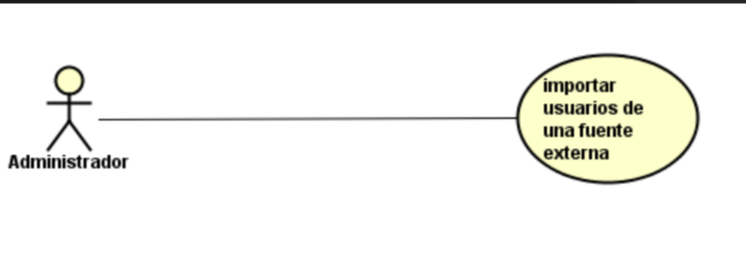 importar
usuarios de
una fuente
externa
Administrador